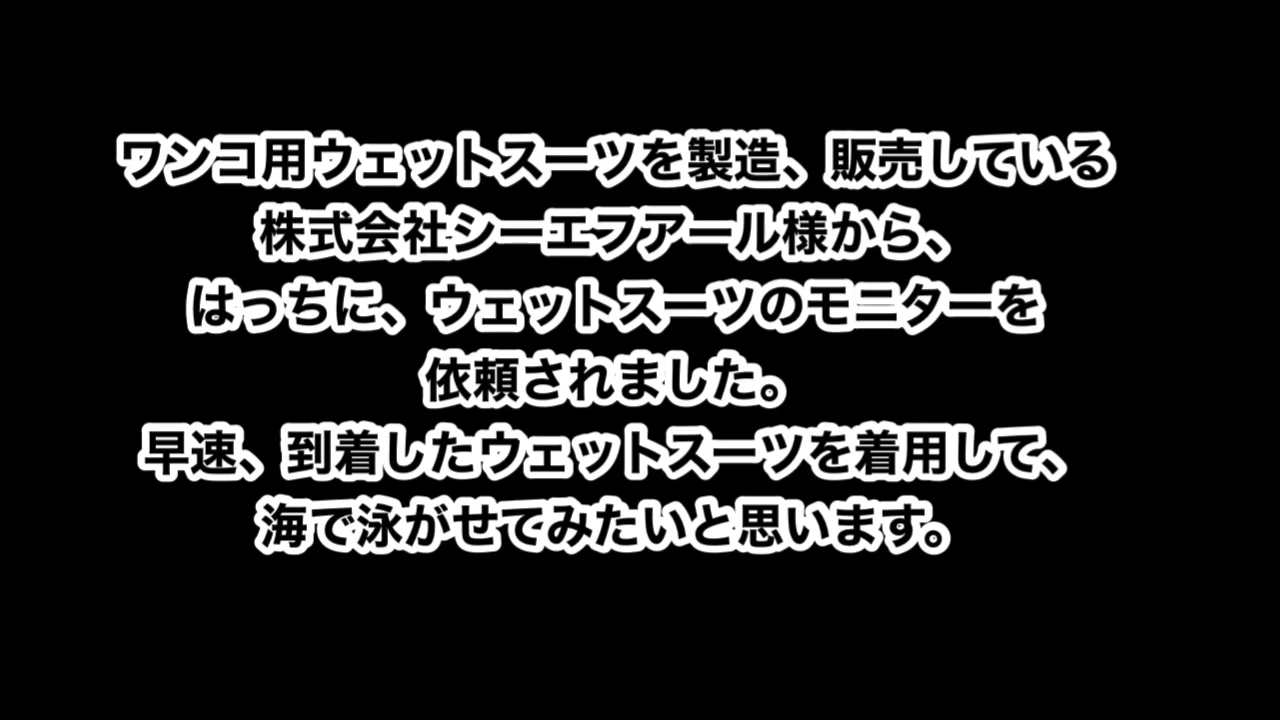 ワンコ用ウェットスーツを製造、販売している
株式会社シーエフアール様から、
はっちに、ウェットスーツのモニターを
依頼されました。
早速、到着したウェットスーツを着用して、
海で泳がせてみたいと思います。